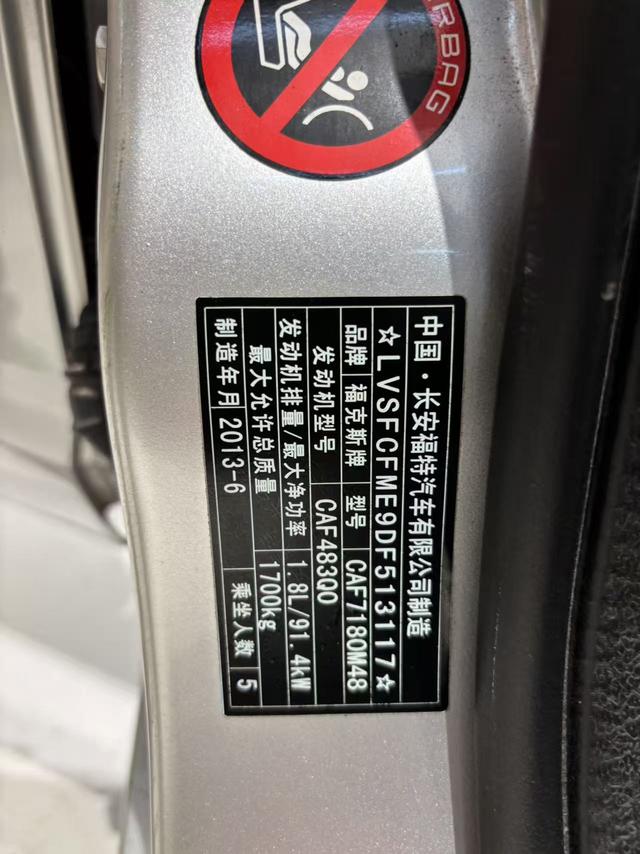 AIRBAG
中国·长安福特汽车有限公司制造
☆LVSFCFME9DF513117☆
品牌 福克斯牌 型号 CAF7180M48
发动机型号 CAF483Q0
发动机排量/最大净功率 1.8L/91.4kW
最大允许总质量 1700kg
制造年月 2013-6 乘坐人数 5